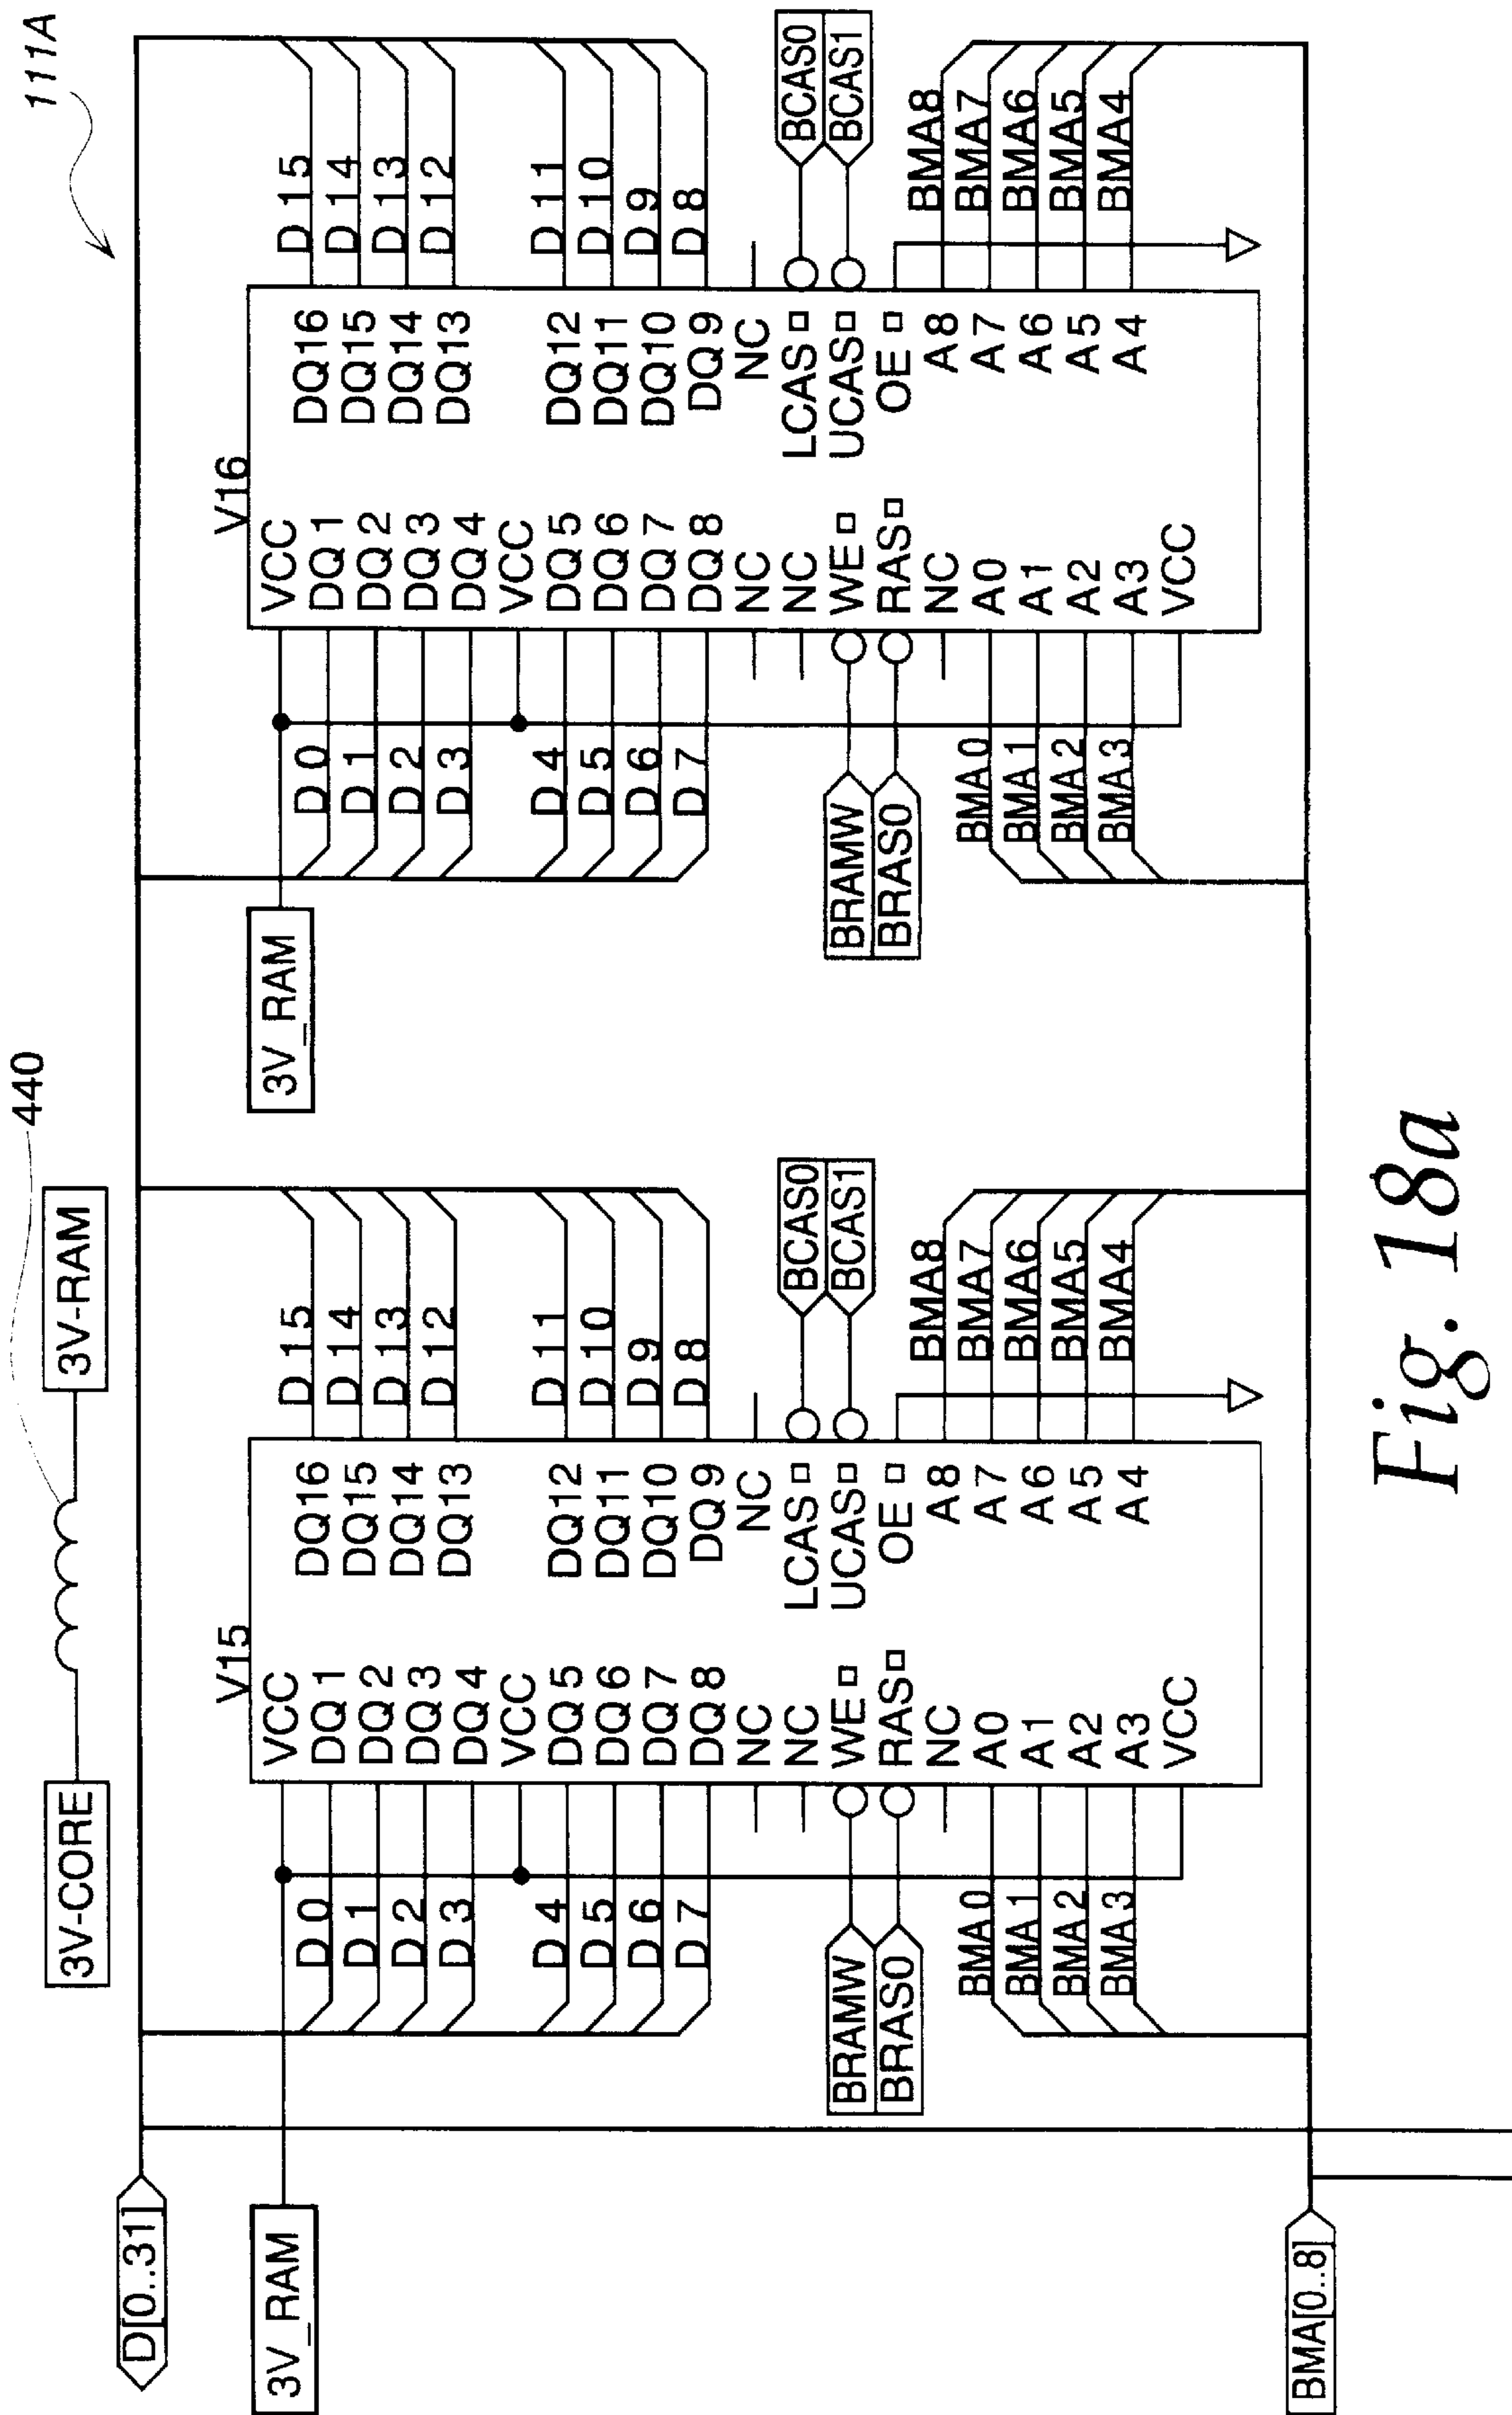 111A
440
3V-CORE
3V-RAM
D[0..31]
3V_RAM
V15
VCC
DQ1
DQ2
DQ3
DQ4
VCC
DQ5
DQ6
DQ7
DQ8
NC
NC
WE
RAS
NC
A0
A1
A2
A3
VCC
DQ16
DQ15
DQ14
DQ13
DQ12
DQ11
DQ10
DQ9
NC
LCAS
UCAS
OE
A8
A7
A6
A5
A4
D0
D1
D2
D3
D4
D5
D6
D7
BRAMW
BRAS0
BMA0
BMA1
BMA2
BMA3
D15
D14
D13
D12
D11
D10
D9
D8
BCAS0
BCAS1
BMA8
BMA7
BMA6
BMA5
BMA4
3V_RAM
V16
VCC
DQ1
DQ2
DQ3
DQ4
VCC
DQ5
DQ6
DQ7
DQ8
NC
NC
WE
RAS
NC
A0
A1
A2
A3
VCC
DQ16
DQ15
DQ14
DQ13
DQ12
DQ11
DQ10
DQ9
NC
LCAS
UCAS
OE
A8
A7
A6
A5
A4
D0
D1
D2
D3
D4
D5
D6
D7
BRAMW
BRAS0
BMA0
BMA1
BMA2
BMA3
D15
D14
D13
D12
D11
D10
D9
D8
BCAS0
BCAS1
BMA8
BMA7
BMA6
BMA5
BMA4
BMA[0..8]
Fig. 18a